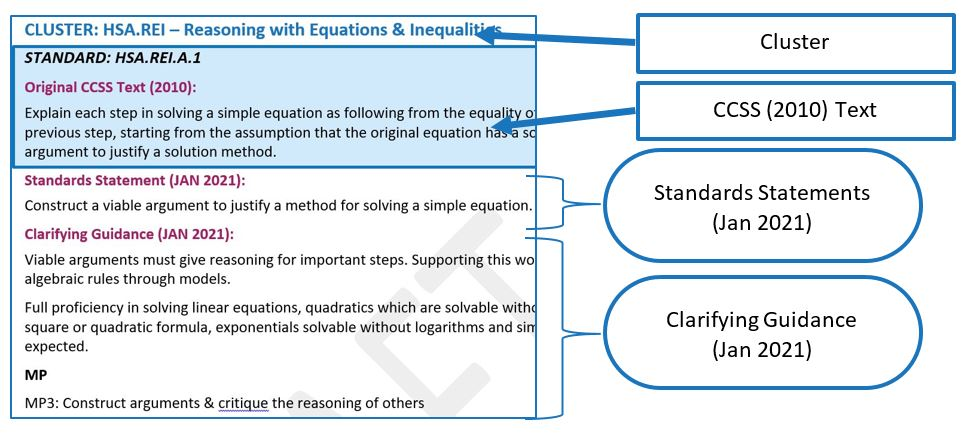 CLUSTER: HSA.REI – Reasoning with Equations & Inequalities
STANDARD: HSA.REI.A.1
Original CCSS Text (2010):
Explain each step in solving a simple equation as following from the equality o
previous step, starting from the assumption that the original equation has a so
argument to justify a solution method.
Standards Statement (JAN 2021):
Construct a viable argument to justify a method for solving a simple equation.
Clarifying Guidance (JAN 2021):
Viable arguments must give reasoning for important steps. Supporting this wo
algebraic rules through models.
Full proficiency in solving linear equations, quadratics which are solvable witho
square or quadratic formula, exponentials solvable without logarithms and sim
expected.
MP
MP3: Construct arguments & critique the reasoning of others
Cluster
CCSS (2010) Text
Standards Statements
(Jan 2021)
Clarifying Guidance
(Jan 2021)